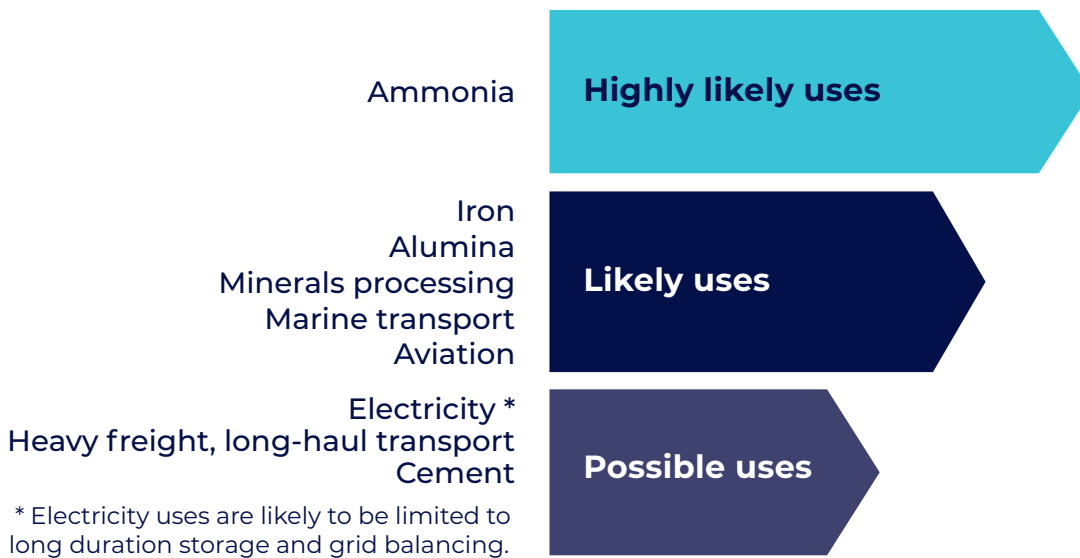 Ammonia
Highly likely uses
Iron
Alumina
Minerals processing
Marine transport
Aviation
Likely uses
Electricity *
Heavy freight, long-haul transport
Cement
Possible uses
* Electricity uses are likely to be limited to
long duration storage and grid balancing.